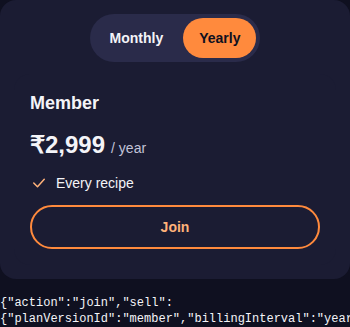 Monthly Yearly
Member
₹2,999 / year
Every recipe
Join
{"action":"join","sell":
{"planVersionId":"member","billingInterval":"year